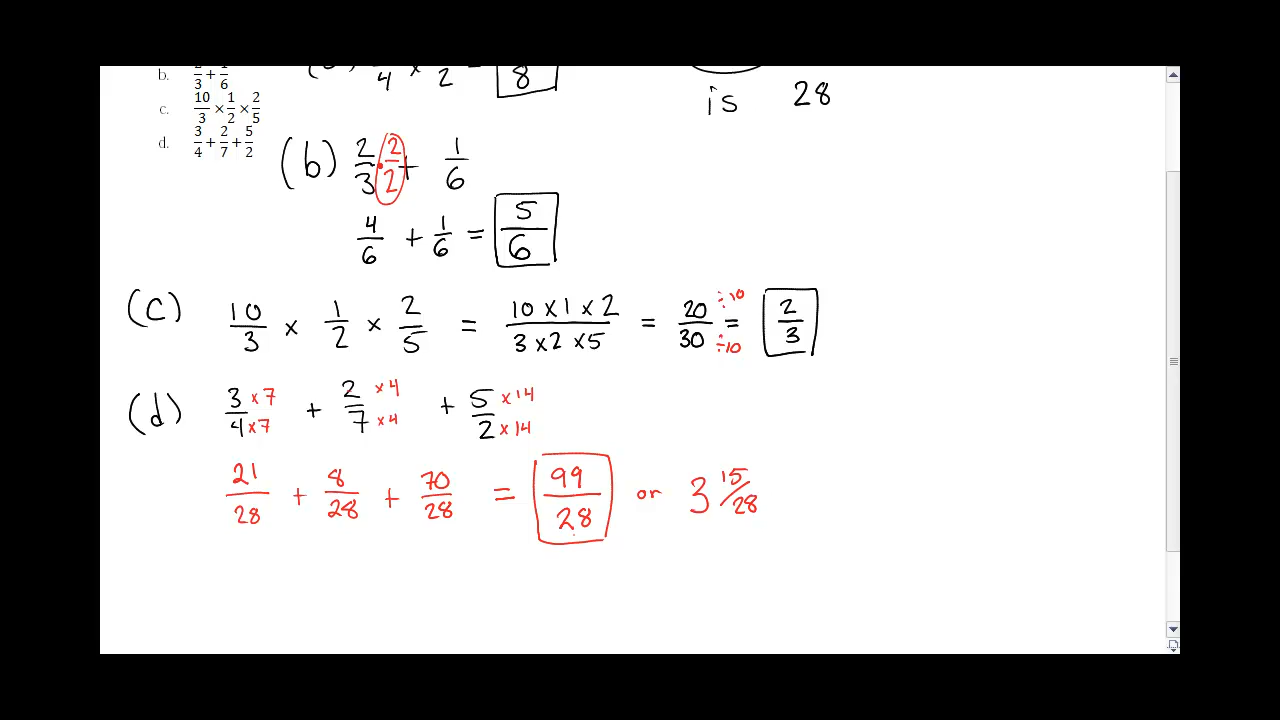 b. 2/3 + 1/6
c. 10/3 × 1/2 × 2/5
d. 3/4 + 2/7 + 5/2
4 × 2 = 8
is 28
(b) 2/3 · 2/2 + 1/6
4/6 + 1/6 = 5/6
(c) 10/3 × 1/2 × 2/5 = 10 × 1 × 2 / 3 × 2 × 5 = 20/30 ÷10 ÷10 = 2/3
(d) 3 × 7 / 4 × 7 + 2 × 4 / 7 × 4 + 5 × 14 / 2 × 14
21/28 + 8/28 + 70/28 = 99/28 or 3 15/28